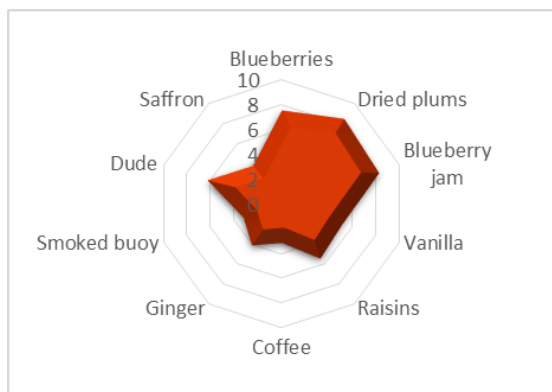 Blueberries
10
8
6
4
2
0
Dried plums
Blueberry
jam
Vanilla
Raisins
Coffee
Ginger
Smoked buoy
Dude
Saffron